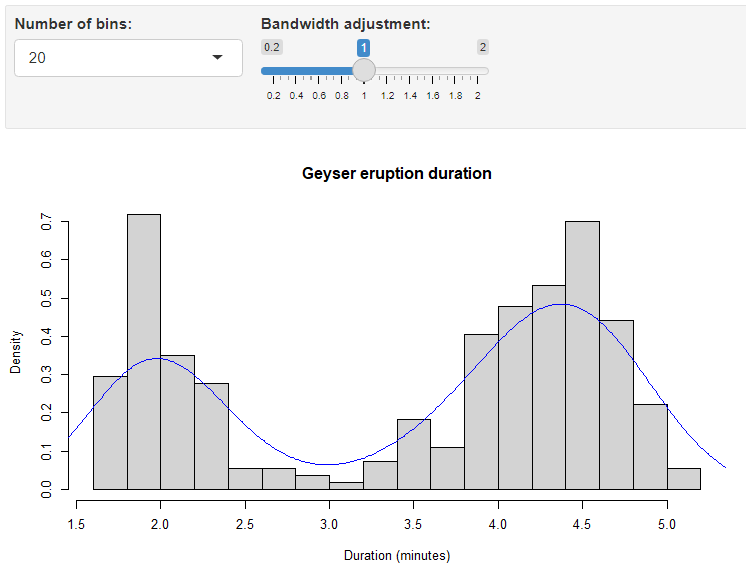 Number of bins: Bandwidth adjustment:
20
0.2 1 2
0.2 0.4 0.6 0.8 1 1.2 1.4 1.6 1.8 2
Geyser eruption duration
0.7
0.6
0.5
0.4
0.3
0.2
0.1
0.0
Density
1.5 2.0 2.5 3.0 3.5 4.0 4.5 5.0
Duration (minutes)